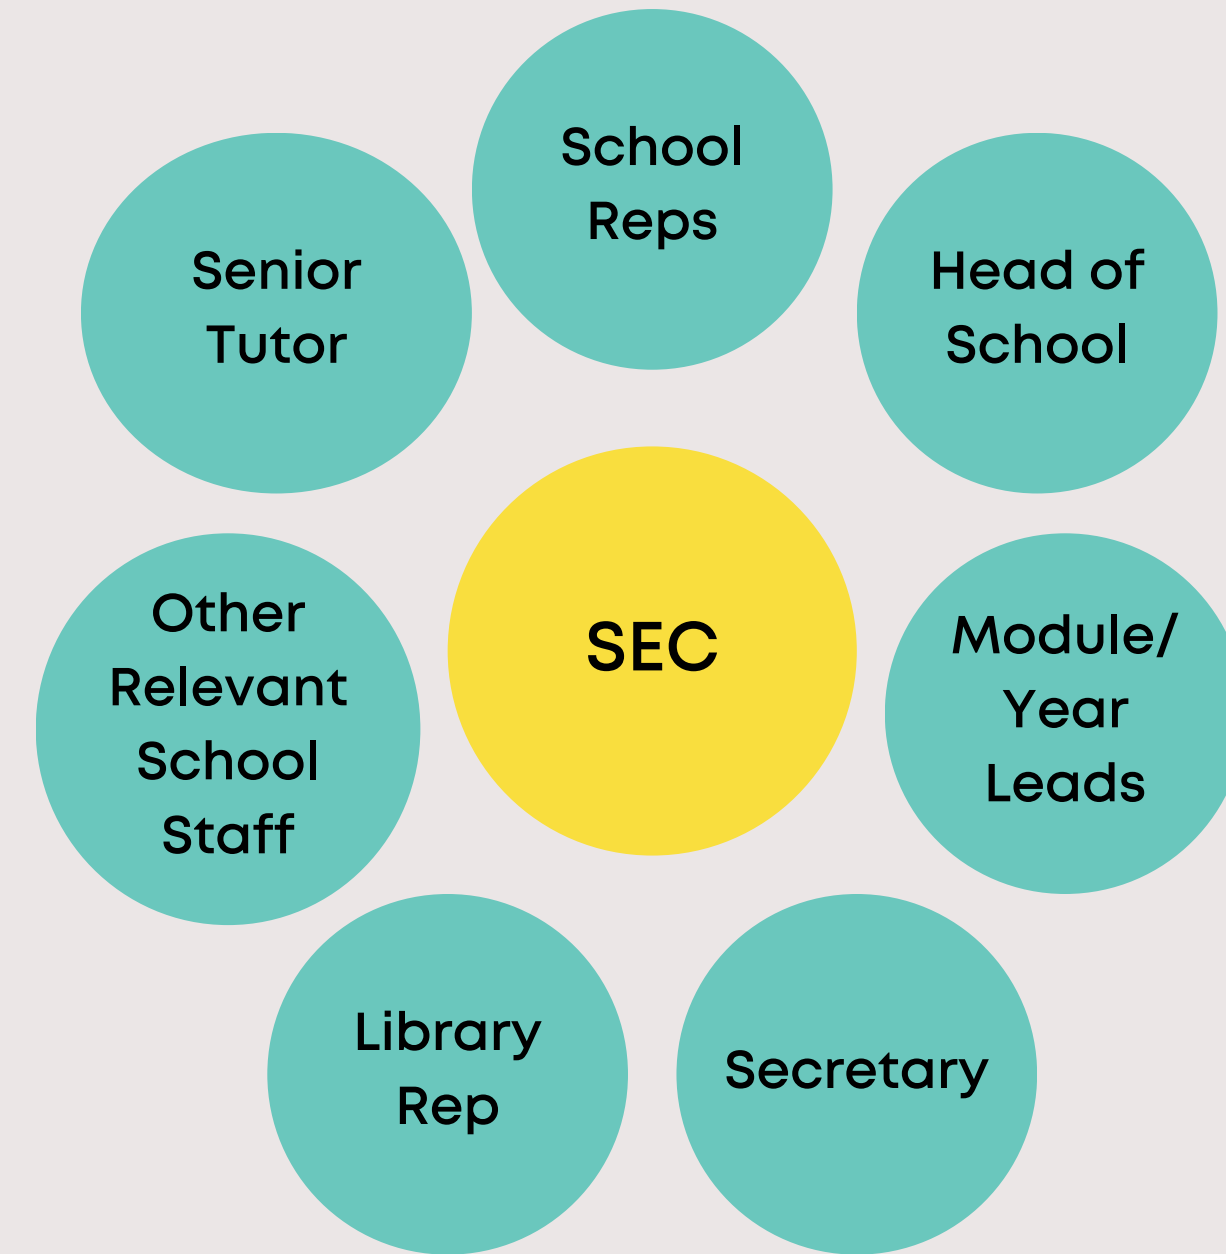 School
Reps
Senior
Tutor
Head of
School
Other
Relevant
School
Staff
SEC
Module/
Year
Leads
Library
Rep
Secretary